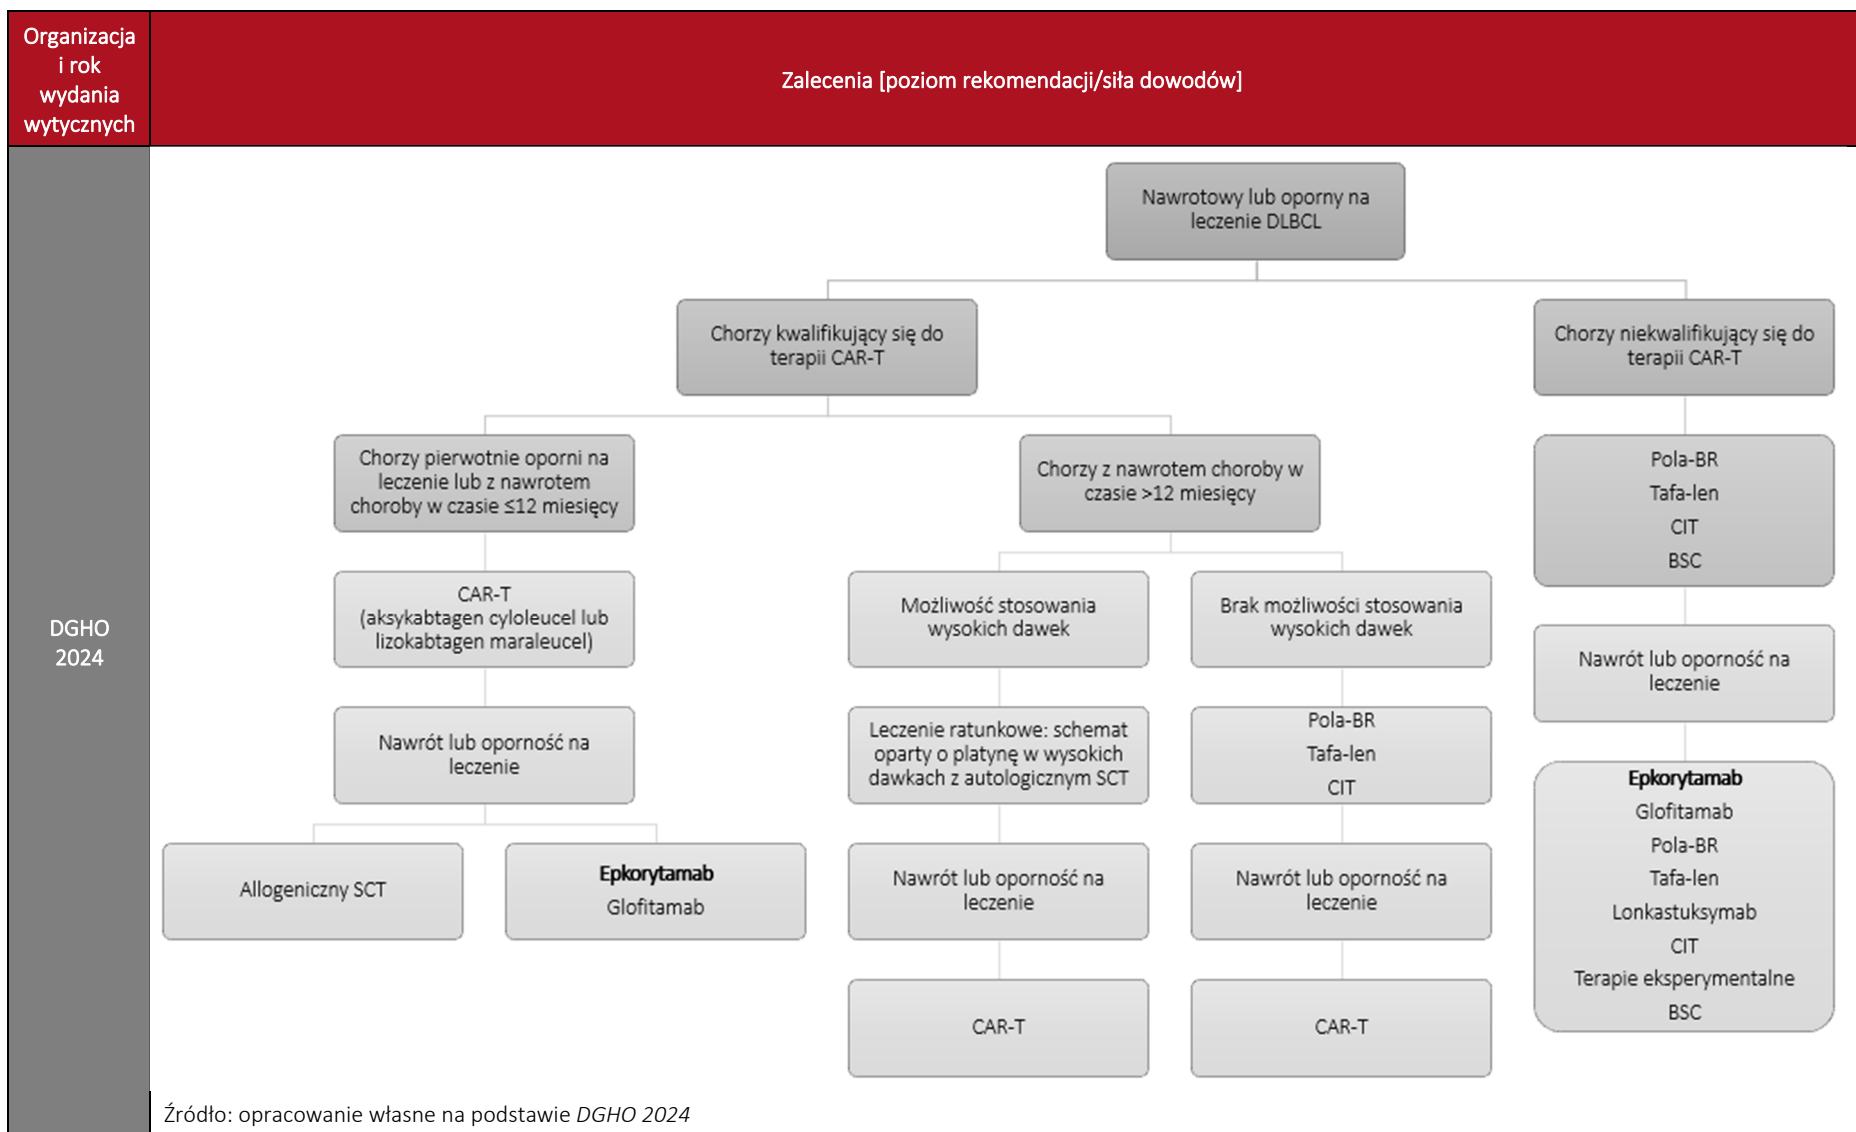 Organizacja
i rok
wydania
wytycznych
Zalecenia [poziom rekomendacji/siła dowodów]
DGHO
2024
Nawrotowy lub oporny na
leczenie DLBCL
Chorzy kwalifikujący się do
terapii CAR-T
Chorzy niekwalifikujący się do
terapii CAR-T
Chorzy pierwotnie oporni na
leczenie lub z nawrotem
choroby w czasie ≤12 miesięcy
Chorzy z nawrotem choroby w
czasie >12 miesięcy
Pola-BR
Tafa-len
CIT
BSC
CAR-T
(aksykabtagen cyloleucel lub
lizokabtagen maraleucel)
Możliwość stosowania
wysokich dawek
Brak możliwości stosowania
wysokich dawek
Nawrót lub oporność na
leczenie
Nawrót lub oporność na
leczenie
Leczenie ratunkowe: schemat
oparty o platynę w wysokich
dawkach z autologicznym SCT
Pola-BR
Tafa-len
CIT
Epkorytamab
Glofitamab
Pola-BR
Tafa-len
Lonkastuksymab
CIT
Terapie eksperymentalne
BSC
Allogeniczny SCT
Epkorytamab
Glofitamab
Nawrót lub oporność na
leczenie
Nawrót lub oporność na
leczenie
CAR-T
CAR-T
Źródło: opracowanie własne na podstawie DGHO 2024